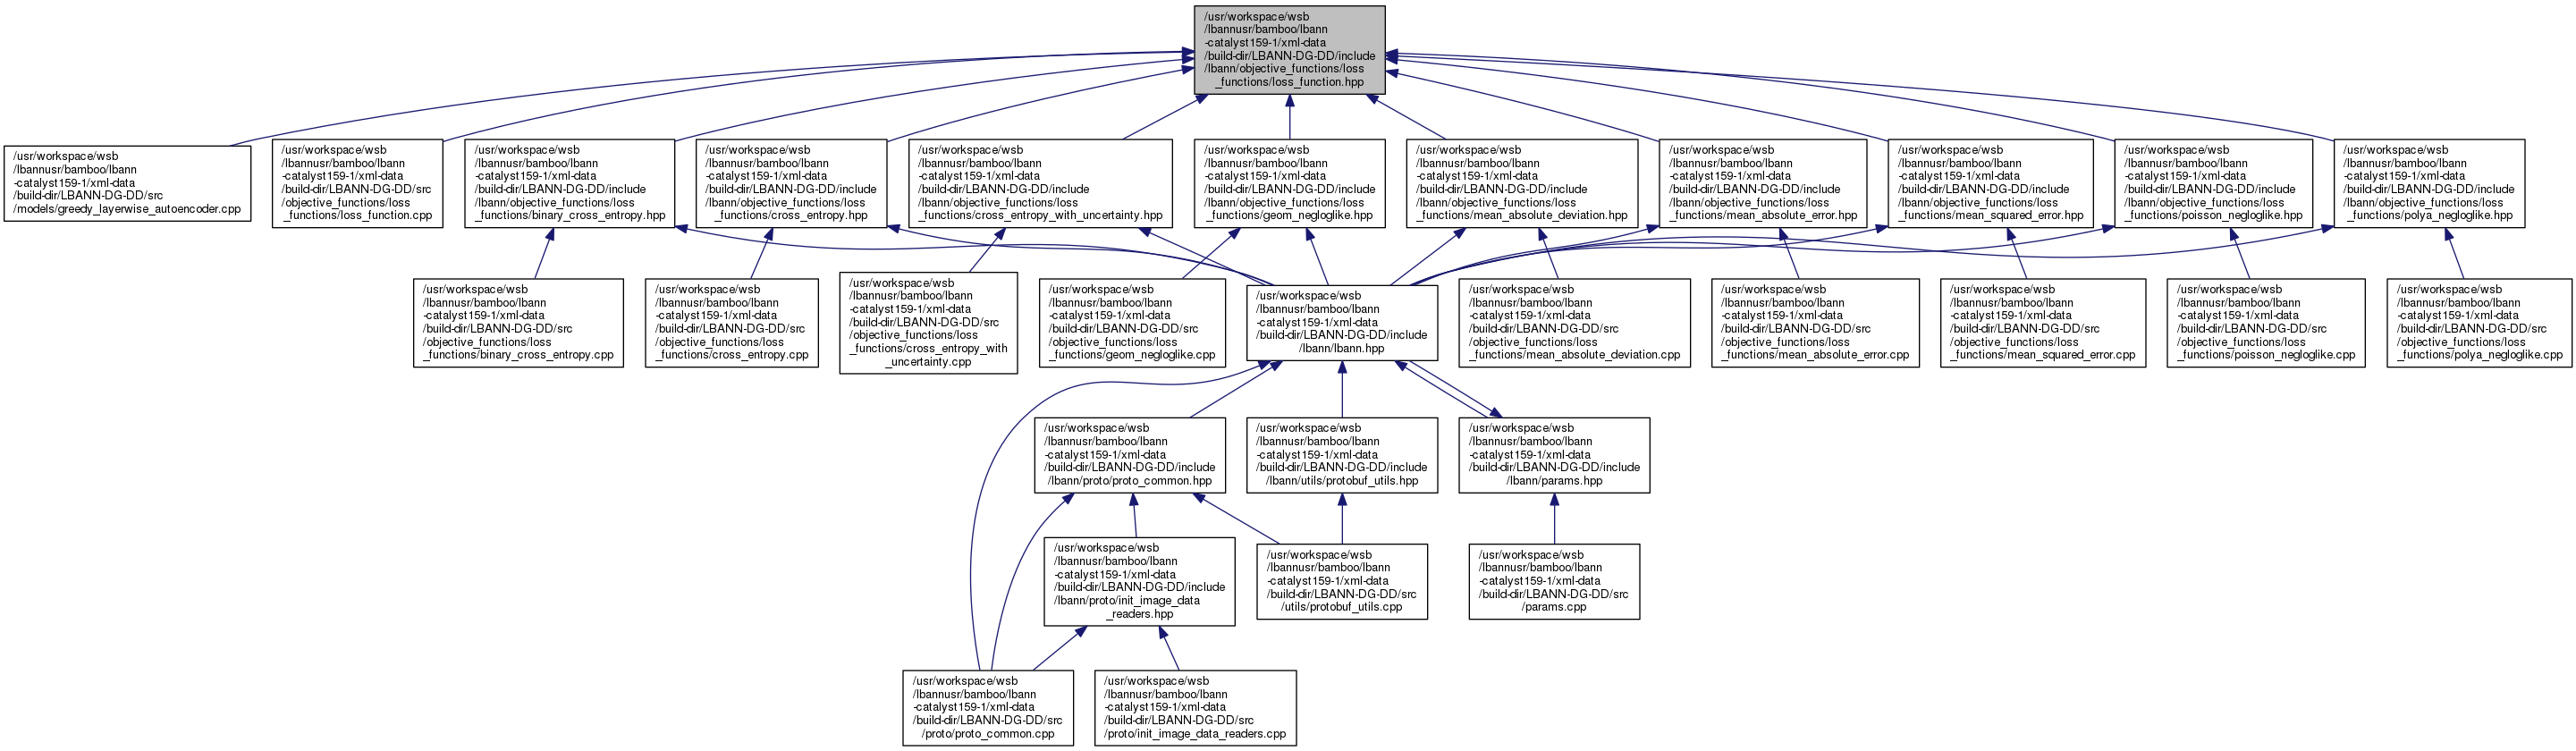 /usr/workspace/wsb
/lbannusr/bamboo/lbann
-catalyst159-1/xml-data
/build-dir/LBANN-DG-DD/include
/lbann/objective_functions/loss
_functions/loss_function.hpp
/usr/workspace/wsb
/lbannusr/bamboo/lbann
-catalyst159-1/xml-data
/build-dir/LBANN-DG-DD/src
/models/greedy_layerwise_autoencoder.cpp
/usr/workspace/wsb
/lbannusr/bamboo/lbann
-catalyst159-1/xml-data
/build-dir/LBANN-DG-DD/src
/objective_functions/loss
_functions/loss_function.cpp
/usr/workspace/wsb
/lbannusr/bamboo/lbann
-catalyst159-1/xml-data
/build-dir/LBANN-DG-DD/include
/lbann/objective_functions/loss
_functions/binary_cross_entropy.hpp
/usr/workspace/wsb
/lbannusr/bamboo/lbann
-catalyst159-1/xml-data
/build-dir/LBANN-DG-DD/include
/lbann/objective_functions/loss
_functions/cross_entropy.hpp
/usr/workspace/wsb
/lbannusr/bamboo/lbann
-catalyst159-1/xml-data
/build-dir/LBANN-DG-DD/include
/lbann/objective_functions/loss
_functions/cross_entropy_with_uncertainty.hpp
/usr/workspace/wsb
/lbannusr/bamboo/lbann
-catalyst159-1/xml-data
/build-dir/LBANN-DG-DD/include
/lbann/objective_functions/loss
_functions/geom_negloglike.hpp
/usr/workspace/wsb
/lbannusr/bamboo/lbann
-catalyst159-1/xml-data
/build-dir/LBANN-DG-DD/include
/lbann/objective_functions/loss
_functions/mean_absolute_deviation.hpp
/usr/workspace/wsb
/lbannusr/bamboo/lbann
-catalyst159-1/xml-data
/build-dir/LBANN-DG-DD/include
/lbann/objective_functions/loss
_functions/mean_absolute_error.hpp
/usr/workspace/wsb
/lbannusr/bamboo/lbann
-catalyst159-1/xml-data
/build-dir/LBANN-DG-DD/include
/lbann/objective_functions/loss
_functions/mean_squared_error.hpp
/usr/workspace/wsb
/lbannusr/bamboo/lbann
-catalyst159-1/xml-data
/build-dir/LBANN-DG-DD/include
/lbann/objective_functions/loss
_functions/poisson_negloglike.hpp
/usr/workspace/wsb
/lbannusr/bamboo/lbann
-catalyst159-1/xml-data
/build-dir/LBANN-DG-DD/include
/lbann/objective_functions/loss
_functions/polya_negloglike.hpp
/usr/workspace/wsb
/lbannusr/bamboo/lbann
-catalyst159-1/xml-data
/build-dir/LBANN-DG-DD/src
/objective_functions/loss
_functions/binary_cross_entropy.cpp
/usr/workspace/wsb
/lbannusr/bamboo/lbann
-catalyst159-1/xml-data
/build-dir/LBANN-DG-DD/src
/objective_functions/loss
_functions/cross_entropy.cpp
/usr/workspace/wsb
/lbannusr/bamboo/lbann
-catalyst159-1/xml-data
/build-dir/LBANN-DG-DD/src
/objective_functions/loss
_functions/cross_entropy_with
_uncertainty.cpp
/usr/workspace/wsb
/lbannusr/bamboo/lbann
-catalyst159-1/xml-data
/build-dir/LBANN-DG-DD/src
/objective_functions/loss
_functions/geom_negloglike.cpp
/usr/workspace/wsb
/lbannusr/bamboo/lbann
-catalyst159-1/xml-data
/build-dir/LBANN-DG-DD/include
/lbann/lbann.hpp
/usr/workspace/wsb
/lbannusr/bamboo/lbann
-catalyst159-1/xml-data
/build-dir/LBANN-DG-DD/src
/objective_functions/loss
_functions/mean_absolute_deviation.cpp
/usr/workspace/wsb
/lbannusr/bamboo/lbann
-catalyst159-1/xml-data
/build-dir/LBANN-DG-DD/src
/objective_functions/loss
_functions/mean_absolute_error.cpp
/usr/workspace/wsb
/lbannusr/bamboo/lbann
-catalyst159-1/xml-data
/build-dir/LBANN-DG-DD/src
/objective_functions/loss
_functions/mean_squared_error.cpp
/usr/workspace/wsb
/lbannusr/bamboo/lbann
-catalyst159-1/xml-data
/build-dir/LBANN-DG-DD/src
/objective_functions/loss
_functions/poisson_negloglike.cpp
/usr/workspace/wsb
/lbannusr/bamboo/lbann
-catalyst159-1/xml-data
/build-dir/LBANN-DG-DD/src
/objective_functions/loss
_functions/polya_negloglike.cpp
/usr/workspace/wsb
/lbannusr/bamboo/lbann
-catalyst159-1/xml-data
/build-dir/LBANN-DG-DD/include
/lbann/proto/proto_common.hpp
/usr/workspace/wsb
/lbannusr/bamboo/lbann
-catalyst159-1/xml-data
/build-dir/LBANN-DG-DD/include
/lbann/utils/protobuf_utils.hpp
/usr/workspace/wsb
/lbannusr/bamboo/lbann
-catalyst159-1/xml-data
/build-dir/LBANN-DG-DD/include
/lbann/params.hpp
/usr/workspace/wsb
/lbannusr/bamboo/lbann
-catalyst159-1/xml-data
/build-dir/LBANN-DG-DD/include
/lbann/proto/init_image_data
_readers.hpp
/usr/workspace/wsb
/lbannusr/bamboo/lbann
-catalyst159-1/xml-data
/build-dir/LBANN-DG-DD/src
/utils/protobuf_utils.cpp
/usr/workspace/wsb
/lbannusr/bamboo/lbann
-catalyst159-1/xml-data
/build-dir/LBANN-DG-DD/src
/params.cpp
/usr/workspace/wsb
/lbannusr/bamboo/lbann
-catalyst159-1/xml-data
/build-dir/LBANN-DG-DD/src
/proto/proto_common.cpp
/usr/workspace/wsb
/lbannusr/bamboo/lbann
-catalyst159-1/xml-data
/build-dir/LBANN-DG-DD/src
/proto/init_image_data_readers.cpp